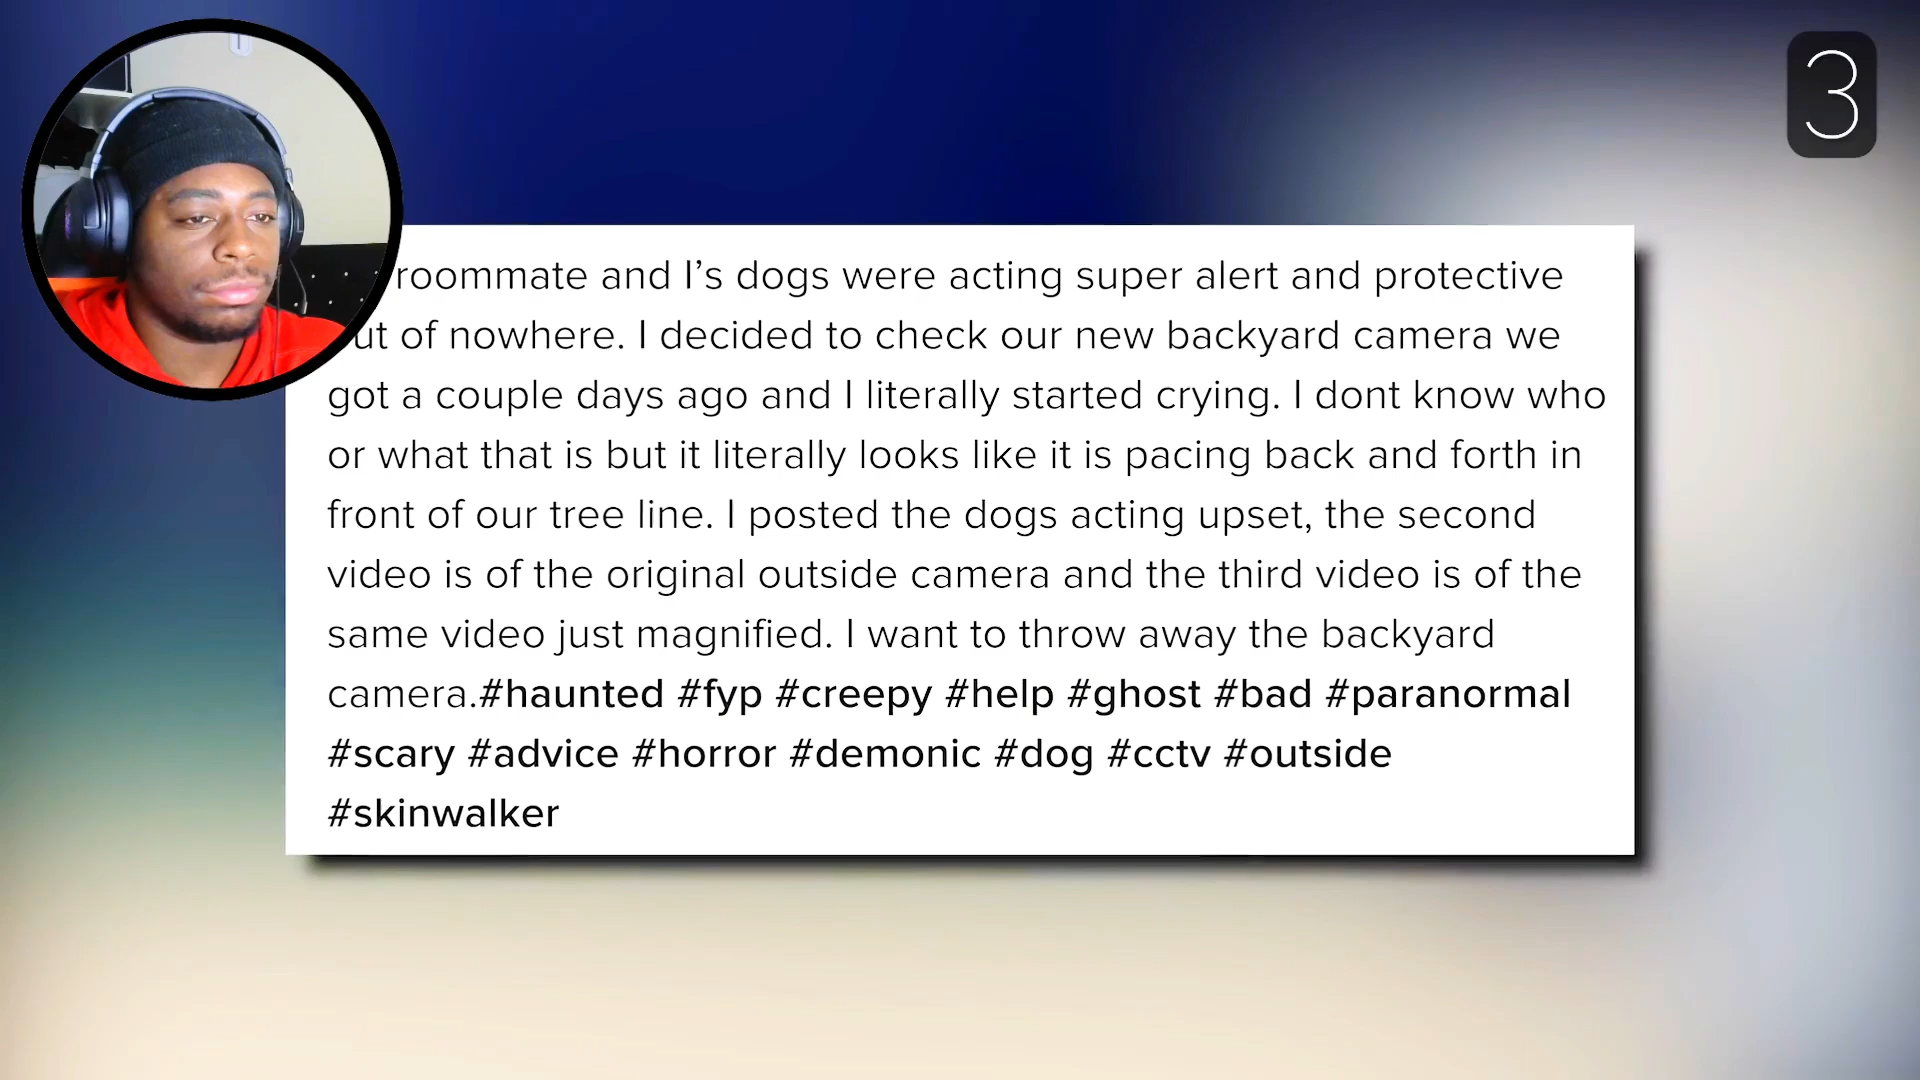 3
roommate and I’s dogs were acting super alert and protective
of nowhere. I decided to check our new backyard camera we
got a couple days ago and I literally started crying. I dont know who
or what that is but it literally looks like it is pacing back and forth in
front of our tree line. I posted the dogs acting upset, the second
video is of the original outside camera and the third video is of the
same video just magnified. I want to throw away the backyard
camera.#haunted #fyp #creepy #help #ghost #bad #paranormal
#scary #advice #horror #demonic #dog #cctv #outside
#skinwalker